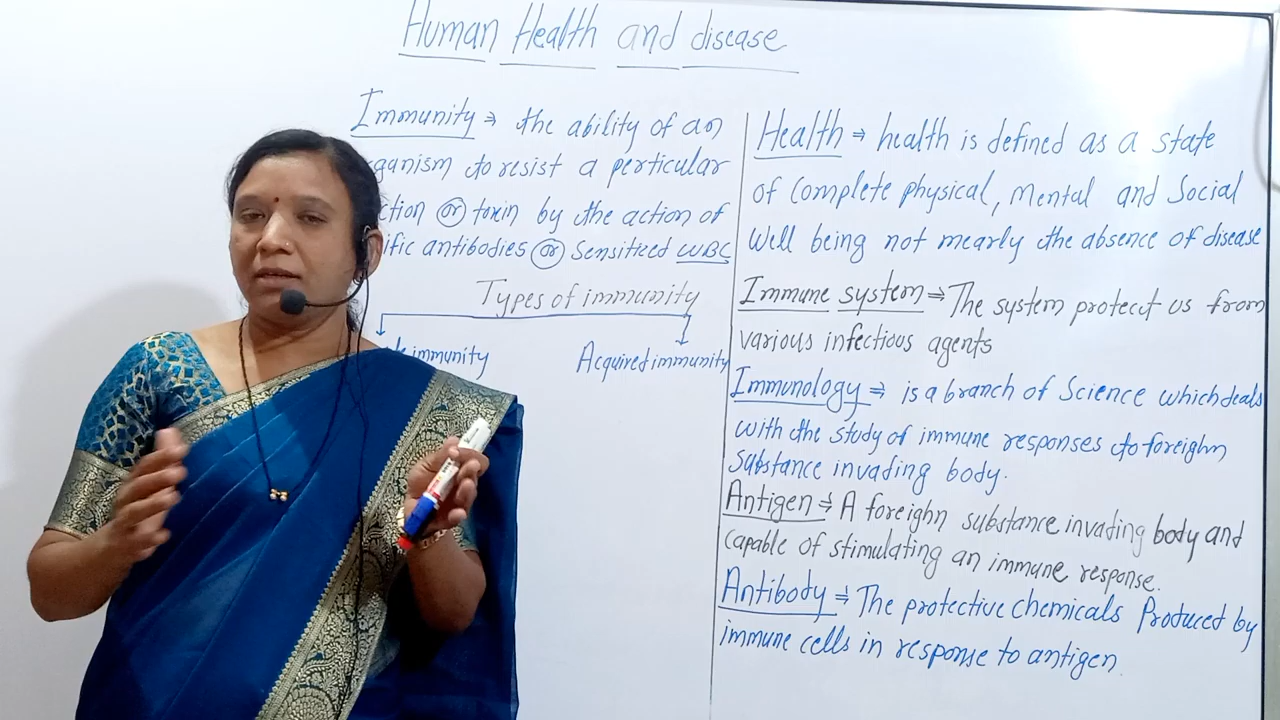 Human Health and disease
Immunity ⇒ the ability of an
ganism to resist a perticular
ction or toxin by the action of
ific antibodies or Sensitized WBC
Types of immunity
immunity
Acquired immunity
Health ⇒ health is defined as a state
of Complete physical, Mental and Social
Well being not mearly the absence of disease
Immune system ⇒ The system protect us from
various infectious agents
Immunology ⇒ is a branch of Science which deals
with the study of immune responses to foreighn
substance invading body.
Antigen ⇒ A foreighn substance invading body and
capable of stimulating an immune response.
Antibody ⇒ The protective chemicals Produced by
immune cells in response to antigen.